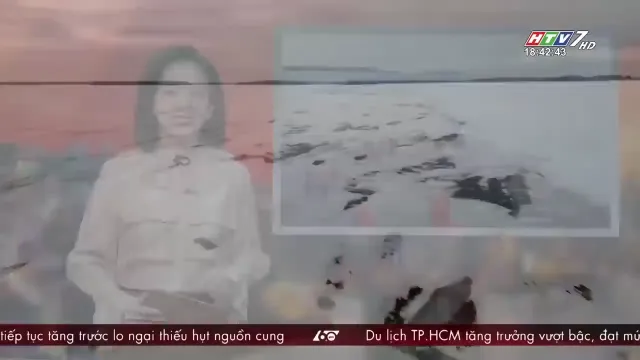 HTV7 HD
18:42:43
tiếp tục tăng trước lo ngại thiếu hụt nguồn cung 60 Du lịch TP.HCM tăng trưởng vượt bậc, đạt